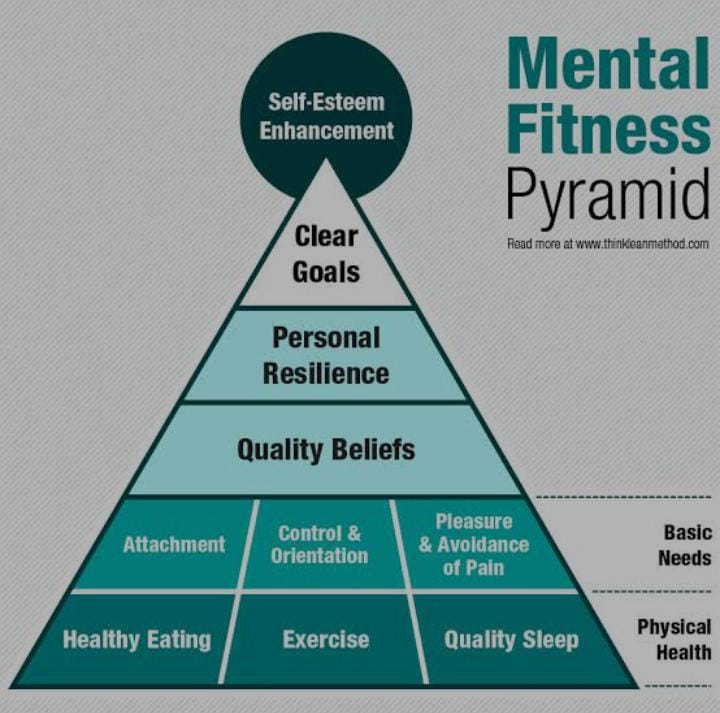 Mental
Fitness
Pyramid
Read more at www.thinkleanmethod.com
Self-Esteem
Enhancement
Clear
Goals
Personal
Resilience
Quality Beliefs
Attachment
Control &
Orientation
Pleasure
& Avoidance
of Pain
Basic
Needs
Healthy Eating
Exercise
Quality Sleep
Physical
Health